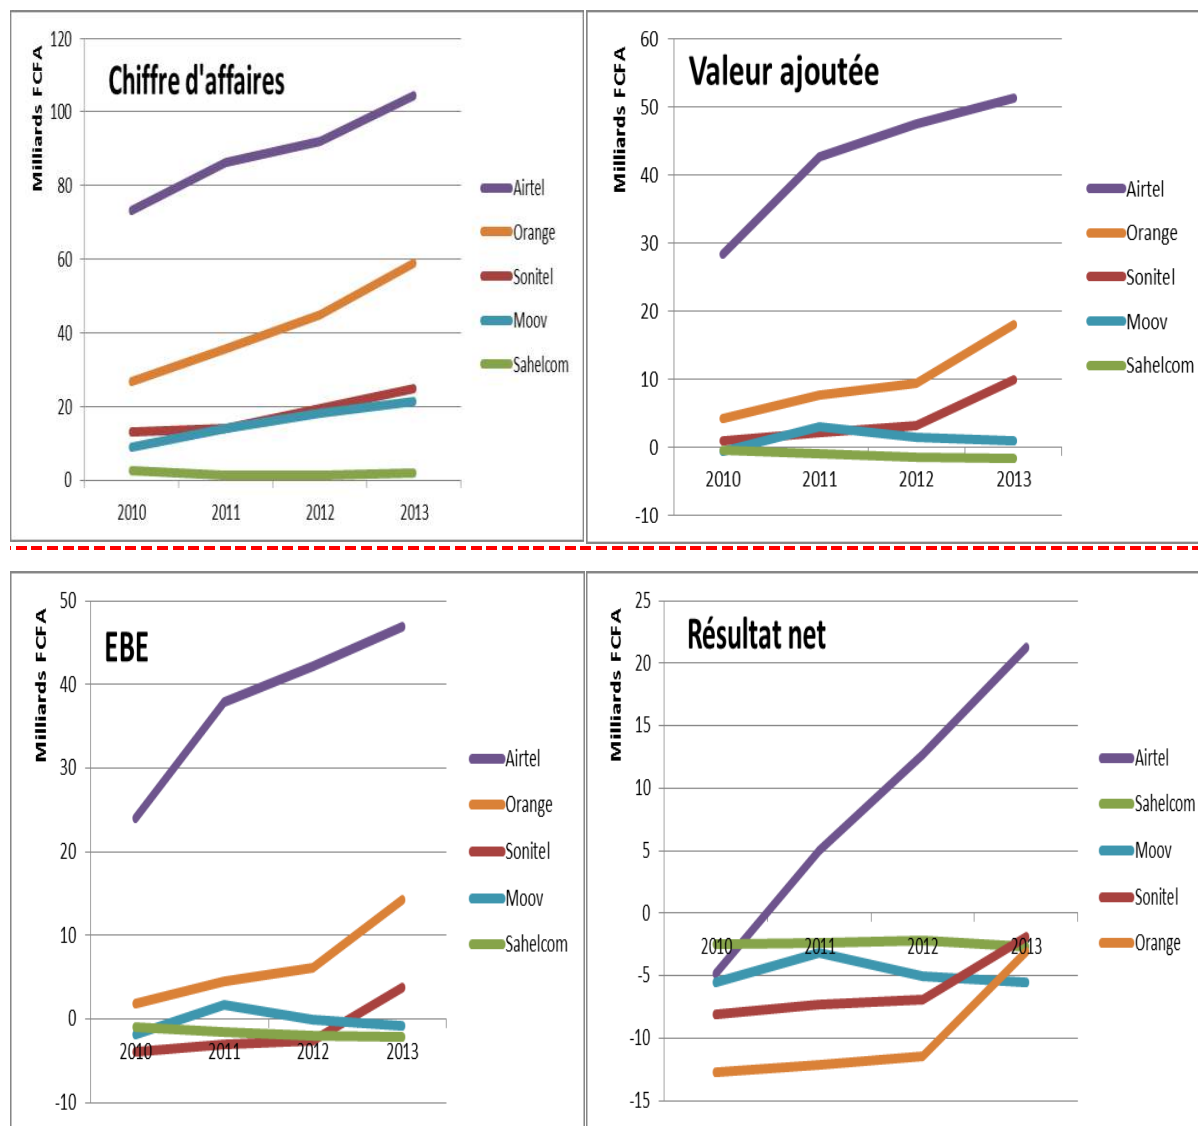 Chiffre d'affaires
Milliards FCFA
120
100
80
60
40
20
0
2010 2011 2012 2013
Airtel
Orange
Sonitel
Moov
Sahelcom
Valeur ajoutée
Milliards FCFA
60
50
40
30
20
10
0
-10
2010 2011 2012 2013
Airtel
Orange
Sonitel
Moov
Sahelcom
EBE
Milliards FCFA
50
40
30
20
10
0
-10
2010 2011 2012 2013
Airtel
Orange
Sonitel
Moov
Sahelcom
Résultat net
Milliards FCFA
25
20
15
10
5
0
-5
-10
-15
2010 2011 2012 2013
Airtel
Sahelcom
Moov
Sonitel
Orange